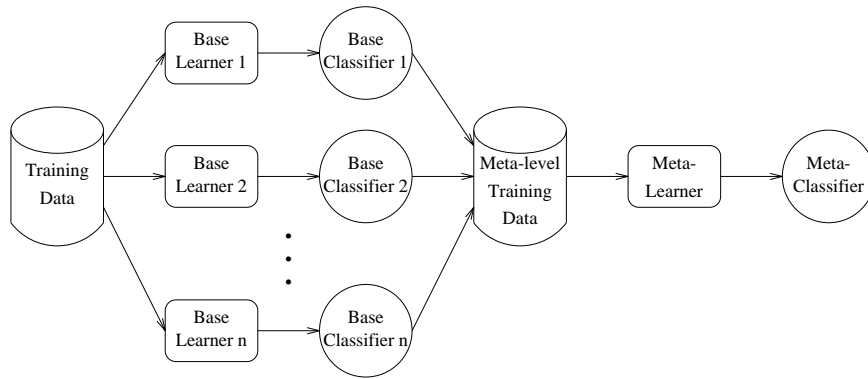 Base
Learner 1
Base
Classifier 1
Training
Data
Base
Learner 2
Base
Classifier 2
Meta-level
Training
Data
Meta-
Learner
Meta-
Classifier
Base
Learner n
Base
Classifier n